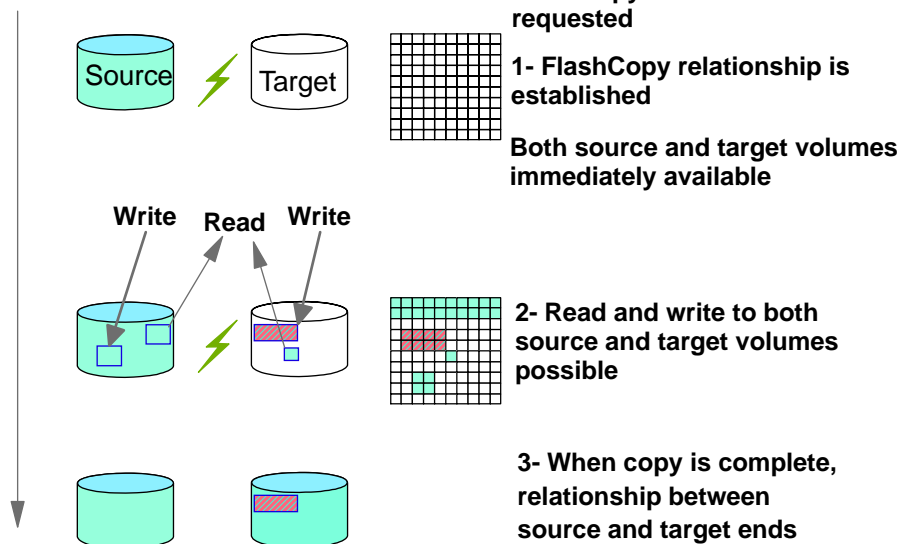 requested
Source
Target
1- FlashCopy relationship is
established
Both source and target volumes
immediately available
Write
Read
Write
2- Read and write to both
source and target volumes
possible
3- When copy is complete,
relationship between
source and target ends